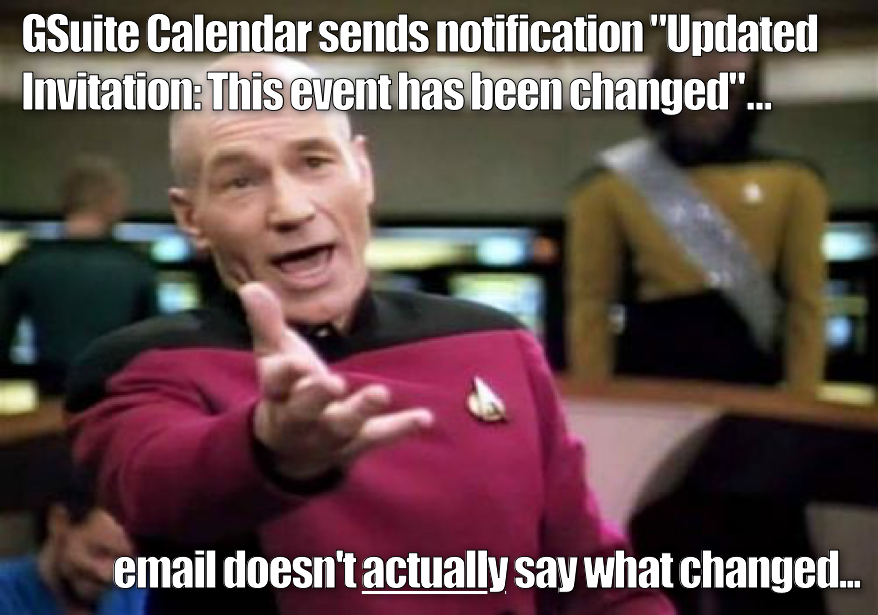 GSuite Calendar sends notification "Updated
Invitation: This event has been changed"...
email doesn't actually say what changed...